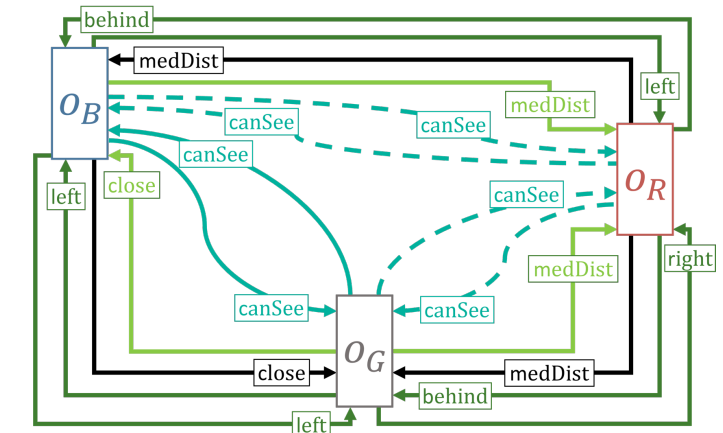 behind
medDist
left
O_B
medDist
canSee
canSee
canSee
close
left
canSee
O_R
right
medDist
canSee
canSee
O_G
close
medDist
behind
left